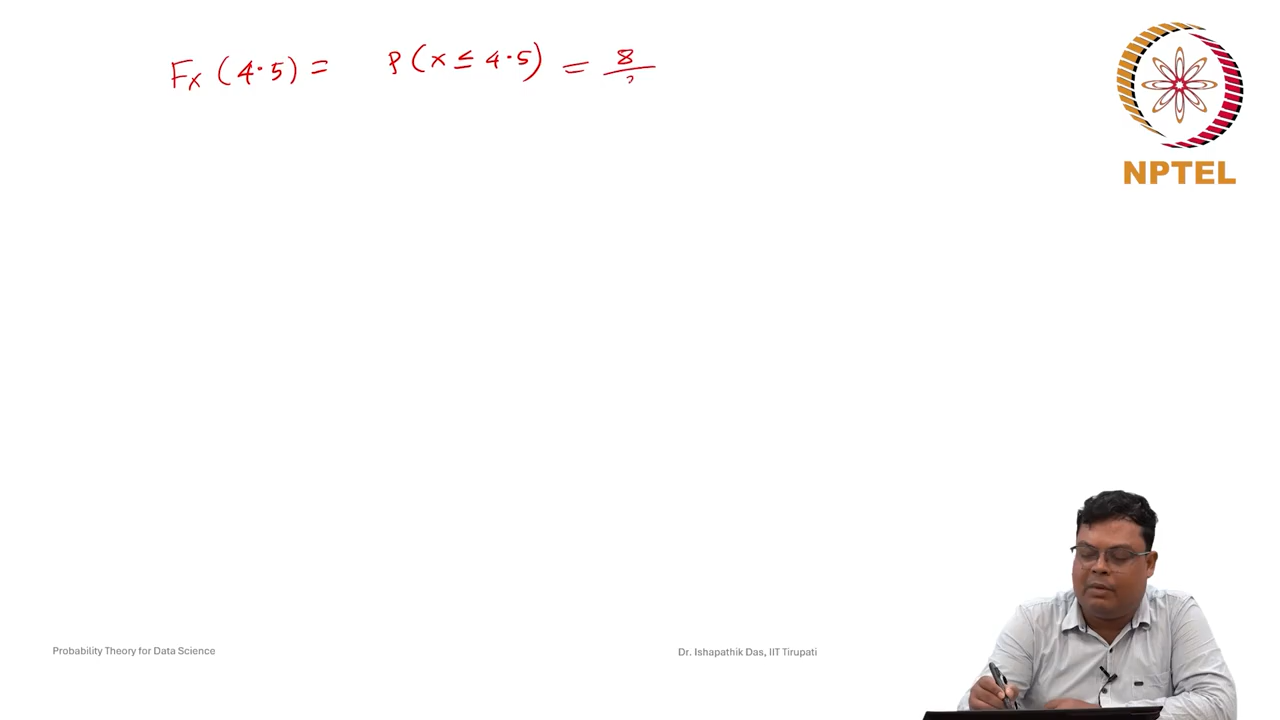 Fx (4.5) = P (x ≤ 4.5) = 8
NPTEL
Probability Theory for Data Science
Dr. Ishapathik Das, IIT Tirupati